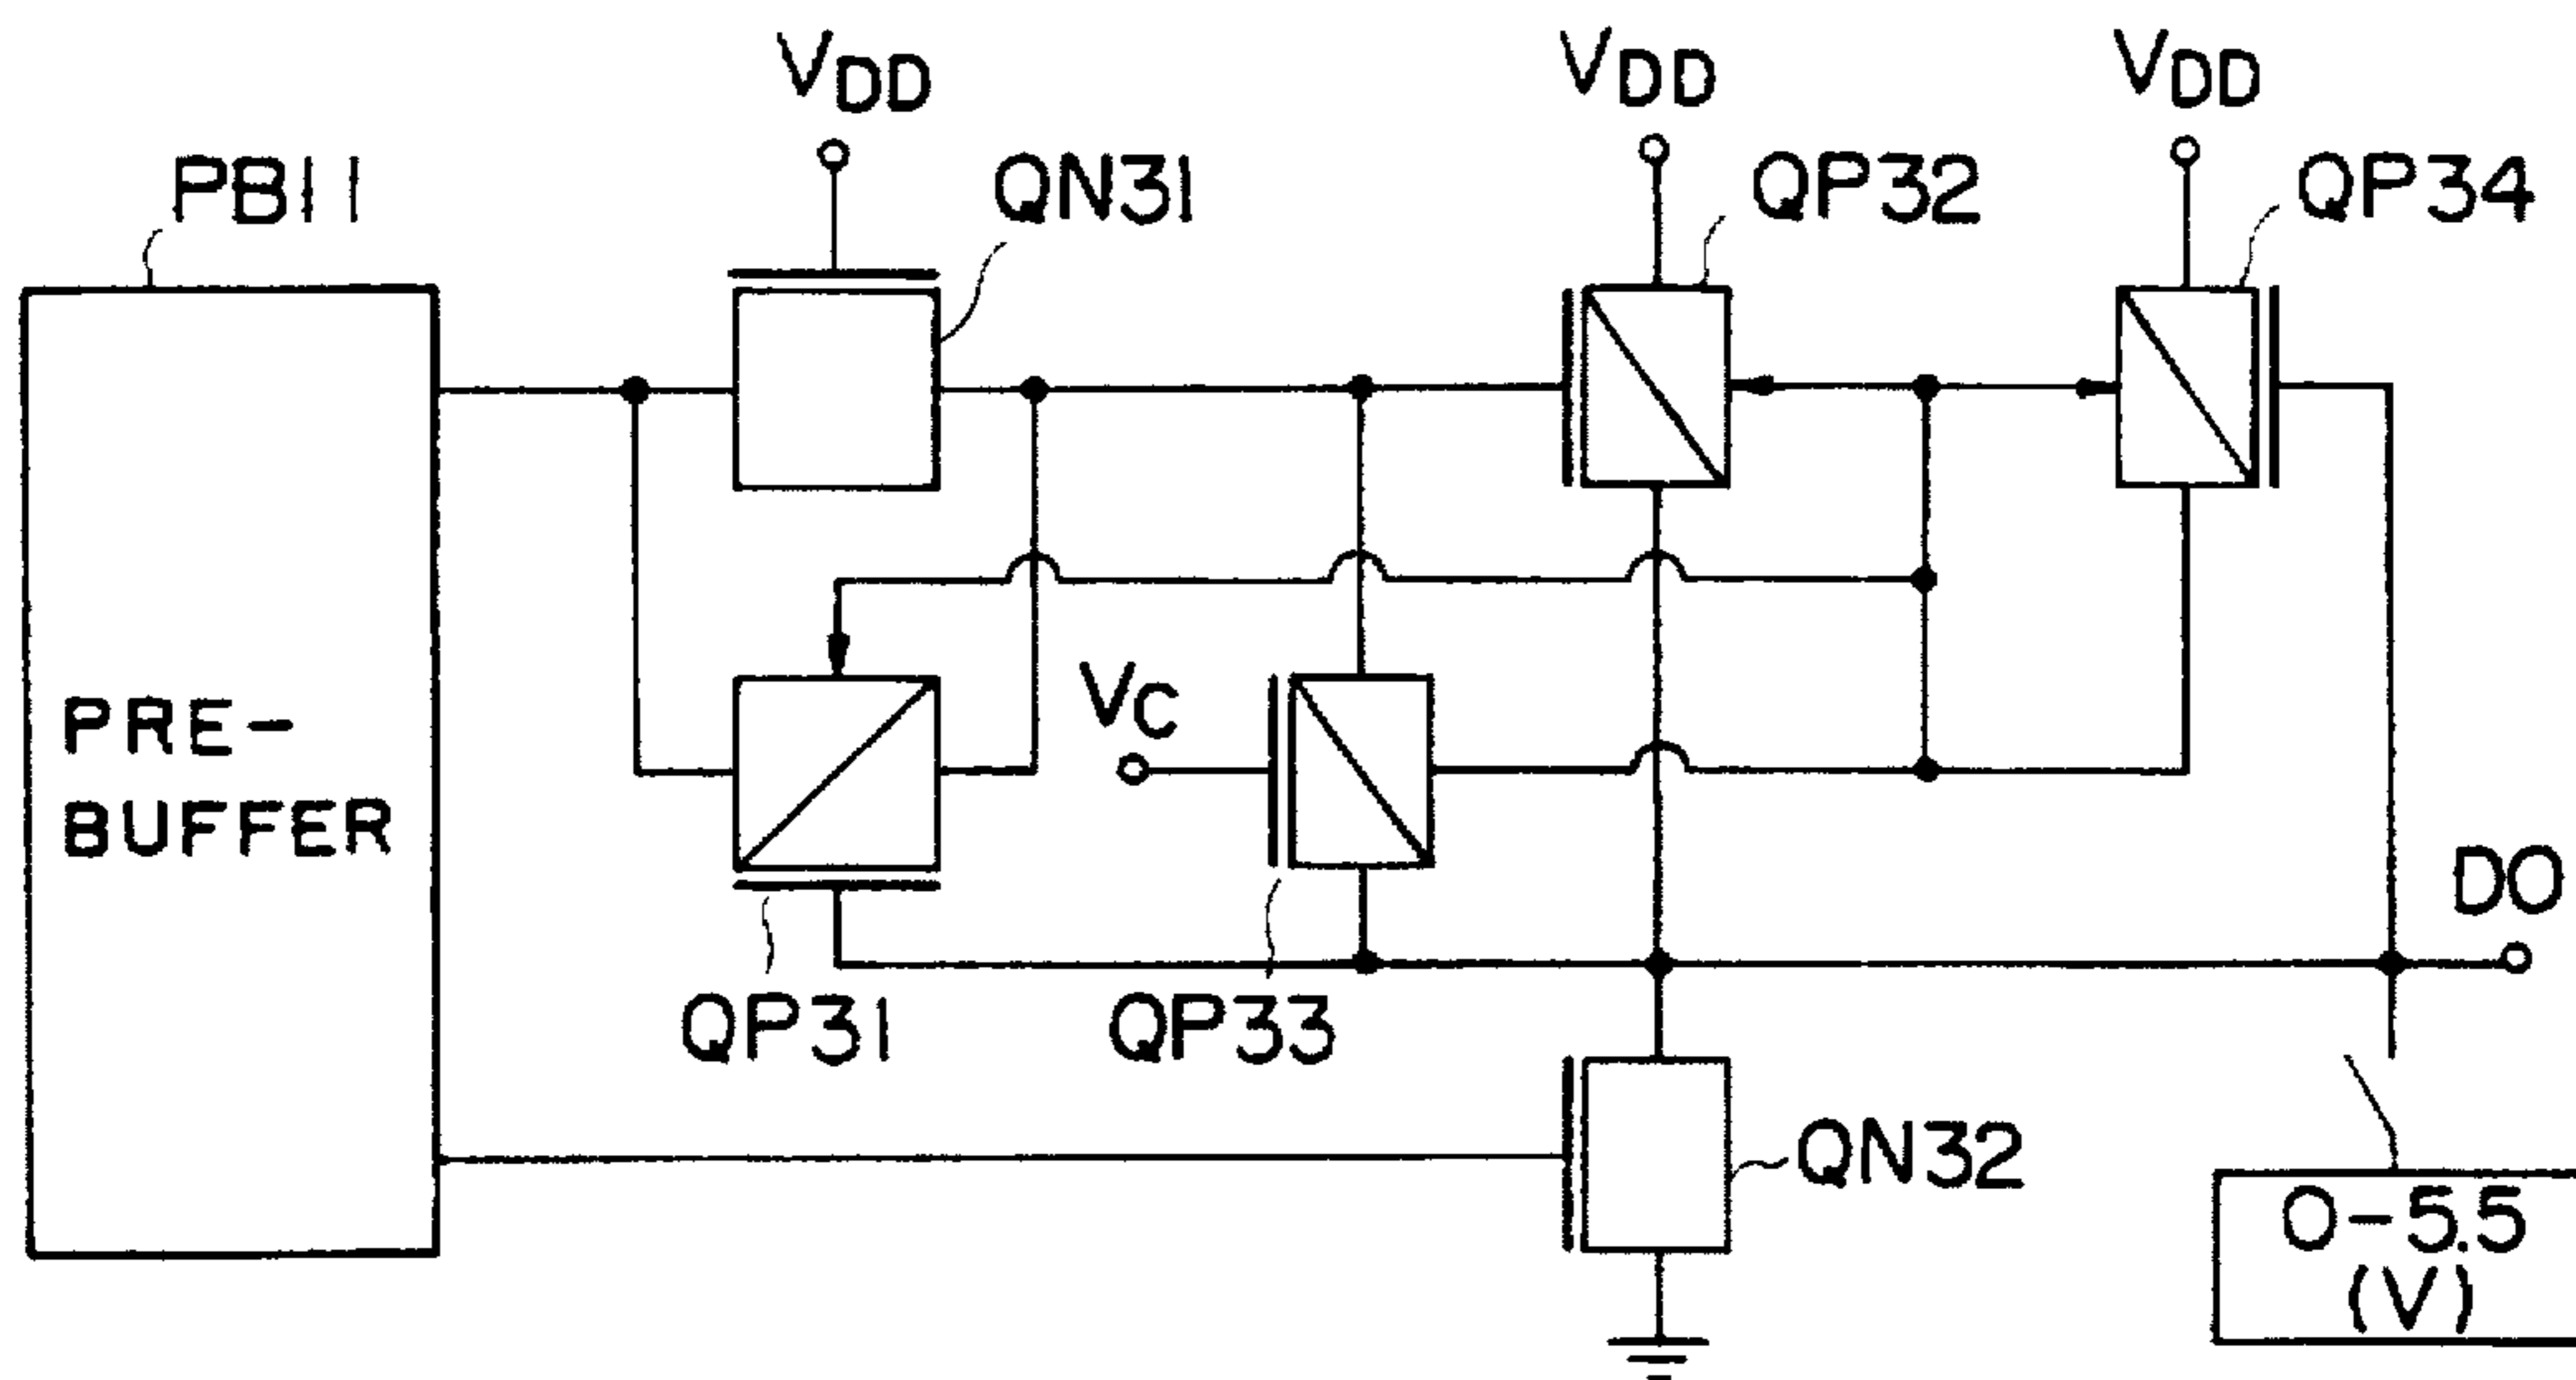 VDD
VDD
VDD
PB11
QN31
QP32
QP34
VC
PRE-
BUFFER
DO
QP31
QP33
QN32
0-5.5
(V)